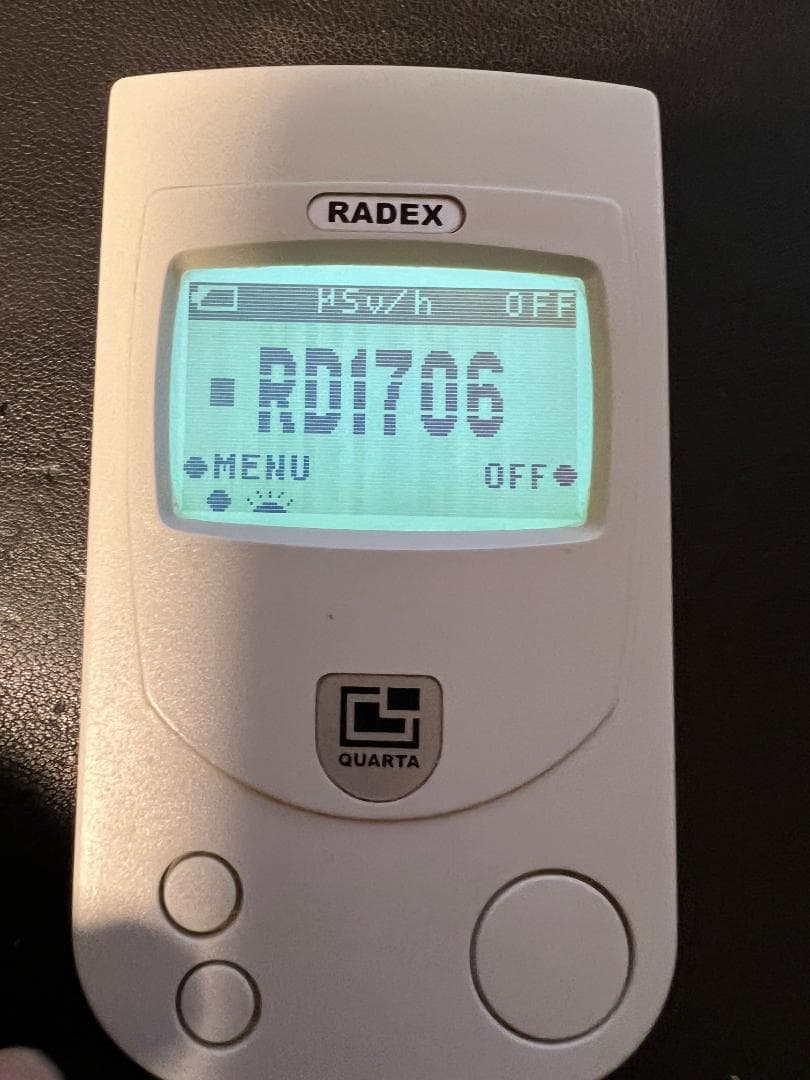 RADEX
µSv/h OFF
RD1706
MENU OFF
QUARTA